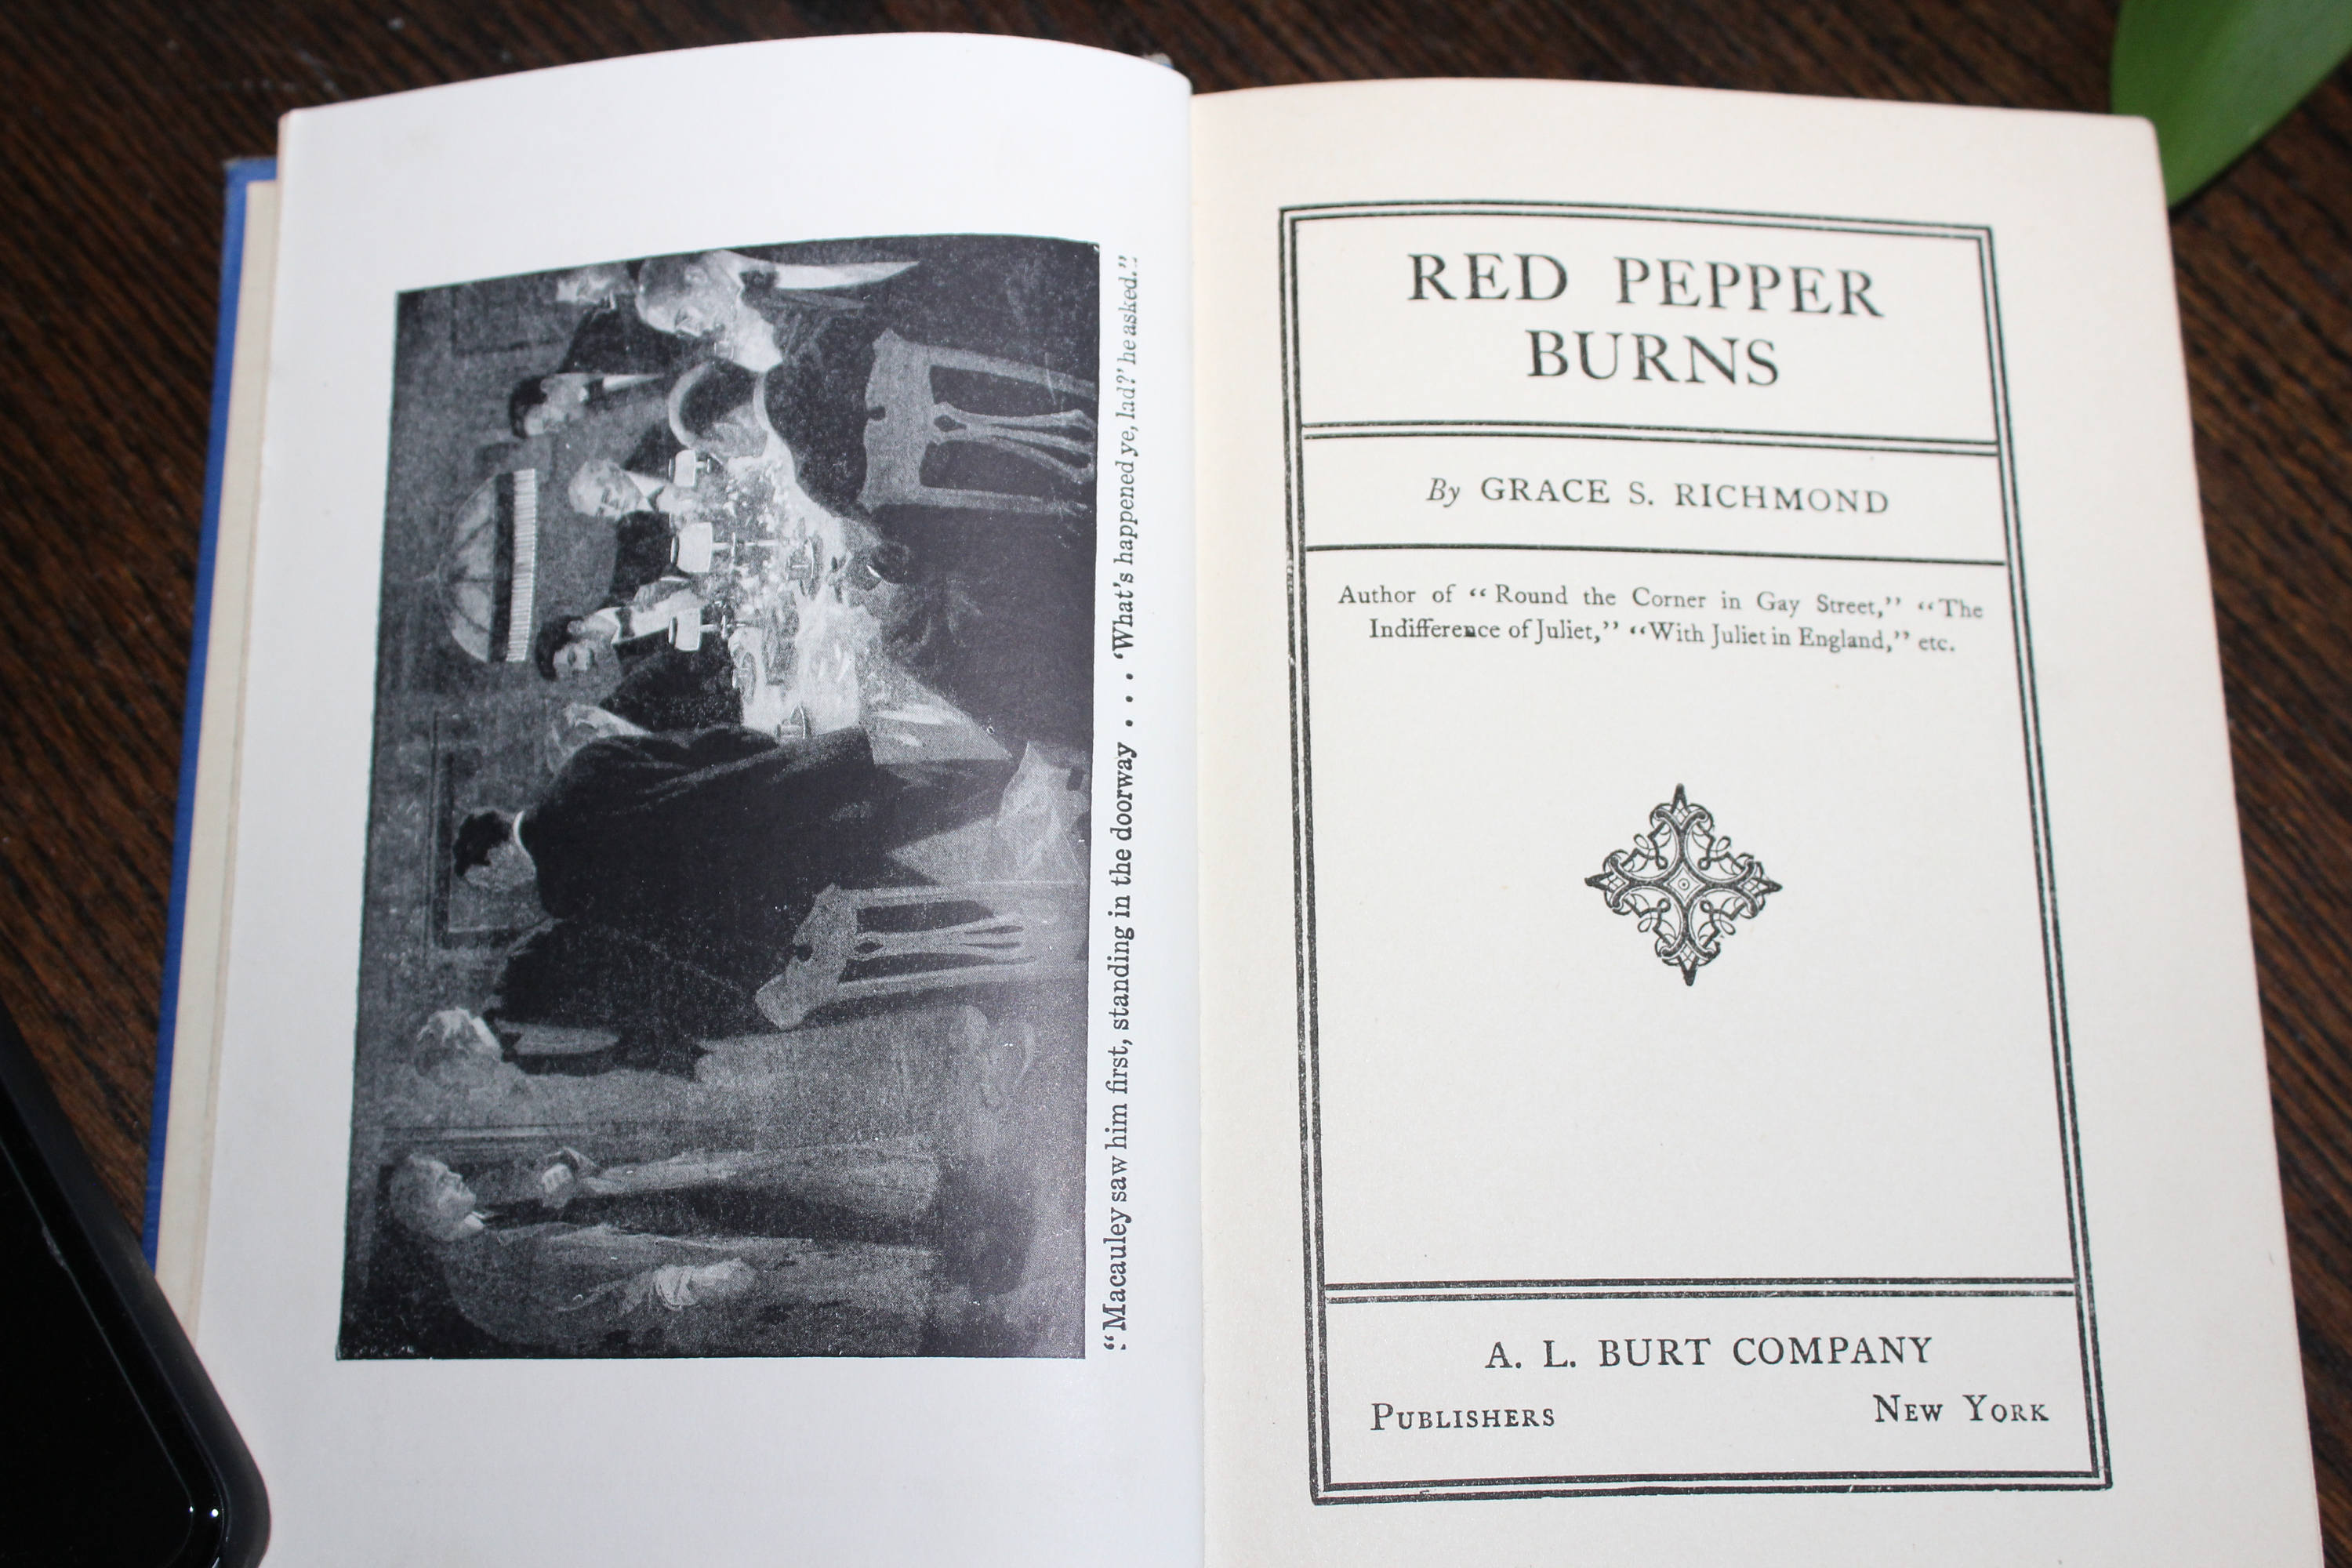 "Macauley saw him first, standing in the doorway . . . 'What's happened ye, lad?' he asked."
RED PEPPER
BURNS
By GRACE S. RICHMOND
Author of "Round the Corner in Gay Street," "The
Indifference of Juliet," "With Juliet in England," etc.
A. L. BURT COMPANY
PUBLISHERS NEW YORK